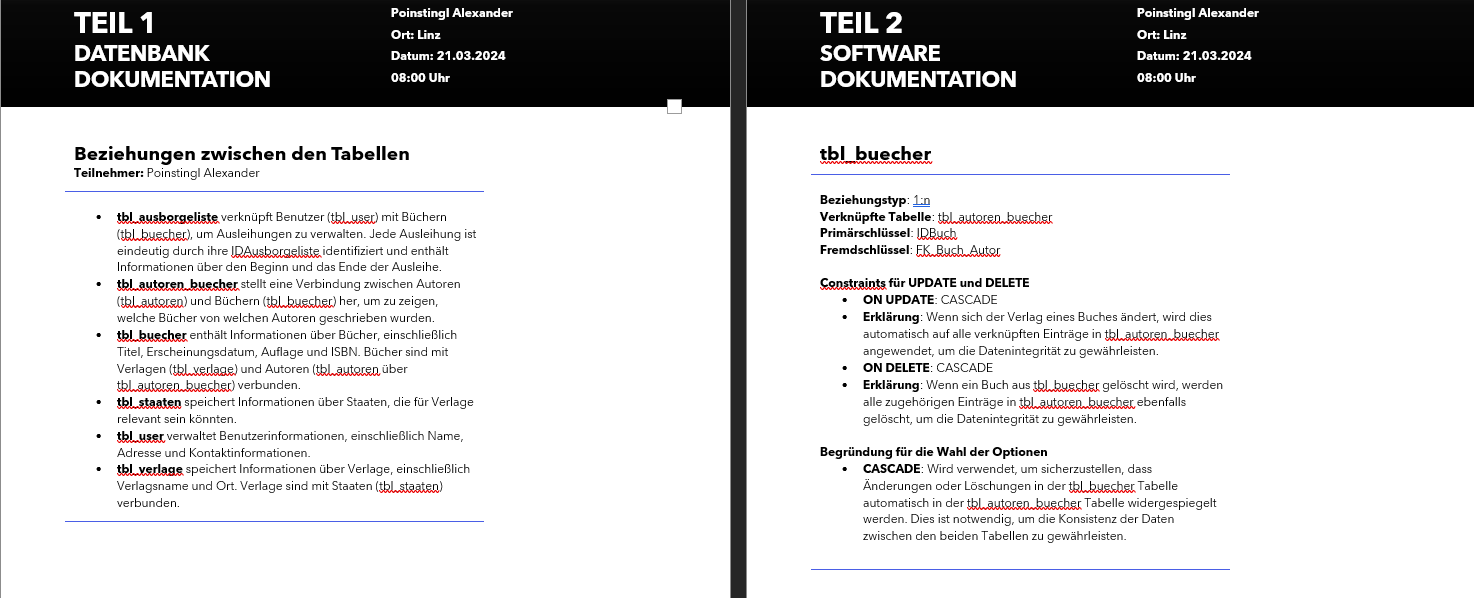 TEIL 1
DATENBANK
DOKUMENTATION
Poinstingl Alexander
Ort: Linz
Datum: 21.03.2024
08:00 Uhr
Beziehungen zwischen den Tabellen
Teilnehmer: Poinstingl Alexander
• tbl_ausborgeliste verknüpft Benutzer (tbl_user) mit Büchern
(tbl_buecher), um Ausleihungen zu verwalten. Jede Ausleihung ist
eindeutig durch ihre IDAusborgeliste identifiziert und enthält
Informationen über den Beginn und das Ende der Ausleihe.
• tbl_autoren_buecher stellt eine Verbindung zwischen Autoren
(tbl_autoren) und Büchern (tbl_buecher) her, um zu zeigen,
welche Bücher von welchen Autoren geschrieben wurden.
• tbl_buecher enthält Informationen über Bücher, einschließlich
Titel, Erscheinungsdatum, Auflage und ISBN. Bücher sind mit
Verlagen (tbl_verlage) und Autoren (tbl_autoren über
tbl_autoren_buecher) verbunden.
• tbl_staaten speichert Informationen über Staaten, die für Verlage
relevant sein könnten.
• tbl_user verwaltet Benutzerinformationen, einschließlich Name,
Adresse und Kontaktinformationen.
• tbl_verlage speichert Informationen über Verlage, einschließlich
Verlagsname und Ort. Verlage sind mit Staaten (tbl_staaten)
verbunden.
TEIL 2
SOFTWARE
DOKUMENTATION
Poinstingl Alexander
Ort: Linz
Datum: 21.03.2024
08:00 Uhr
tbl_buecher
Beziehungstyp: 1:n
Verknüpfte Tabelle: tbl_autoren_buecher
Primärschlüssel: IDBuch
Fremdschlüssel: FK_Buch_Autor
Constraints für UPDATE und DELETE
• ON UPDATE: CASCADE
• Erklärung: Wenn sich der Verlag eines Buches ändert, wird dies
automatisch auf alle verknüpften Einträge in tbl_autoren_buecher
angewendet, um die Datenintegrität zu gewährleisten.
• ON DELETE: CASCADE
• Erklärung: Wenn ein Buch aus tbl_buecher gelöscht wird, werden
alle zugehörigen Einträge in tbl_autoren_buecher ebenfalls
gelöscht, um die Datenintegrität zu gewährleisten.
Begründung für die Wahl der Optionen
• CASCADE: Wird verwendet, um sicherzustellen, dass
Änderungen oder Löschungen in der tbl_buecher Tabelle
automatisch in der tbl_autoren_buecher Tabelle widergespiegelt
werden. Dies ist notwendig, um die Konsistenz der Daten
zwischen den beiden Tabellen zu gewährleisten.